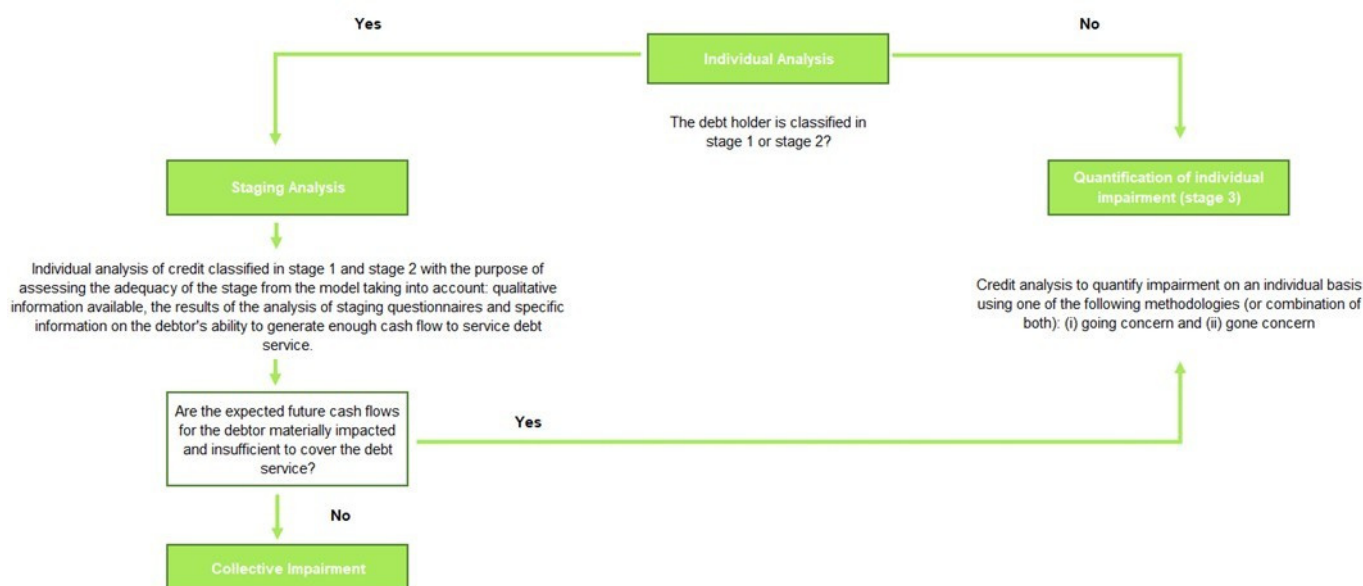 Yes
No
Individual Analysis
The debt holder is classified in
stage 1 or stage 2?
Staging Analysis
Quantification of individual
impairment (stage 3)
Individual analysis of credit classified in stage 1 and stage 2 with the purpose of
assessing the adequacy of the stage from the model taking into account: qualitative
information available, the results of the analysis of staging questionnaires and specific
information on the debtor's ability to generate enough cash flow to service debt
service.
Credit analysis to quantify impairment on an individual basis
using one of the following methodologies (or combination of
both): (i) going concern and (ii) gone concern
Are the expected future cash flows
for the debtor materially impacted
and insufficient to cover the debt
service?
Yes
No
Collective Impairment